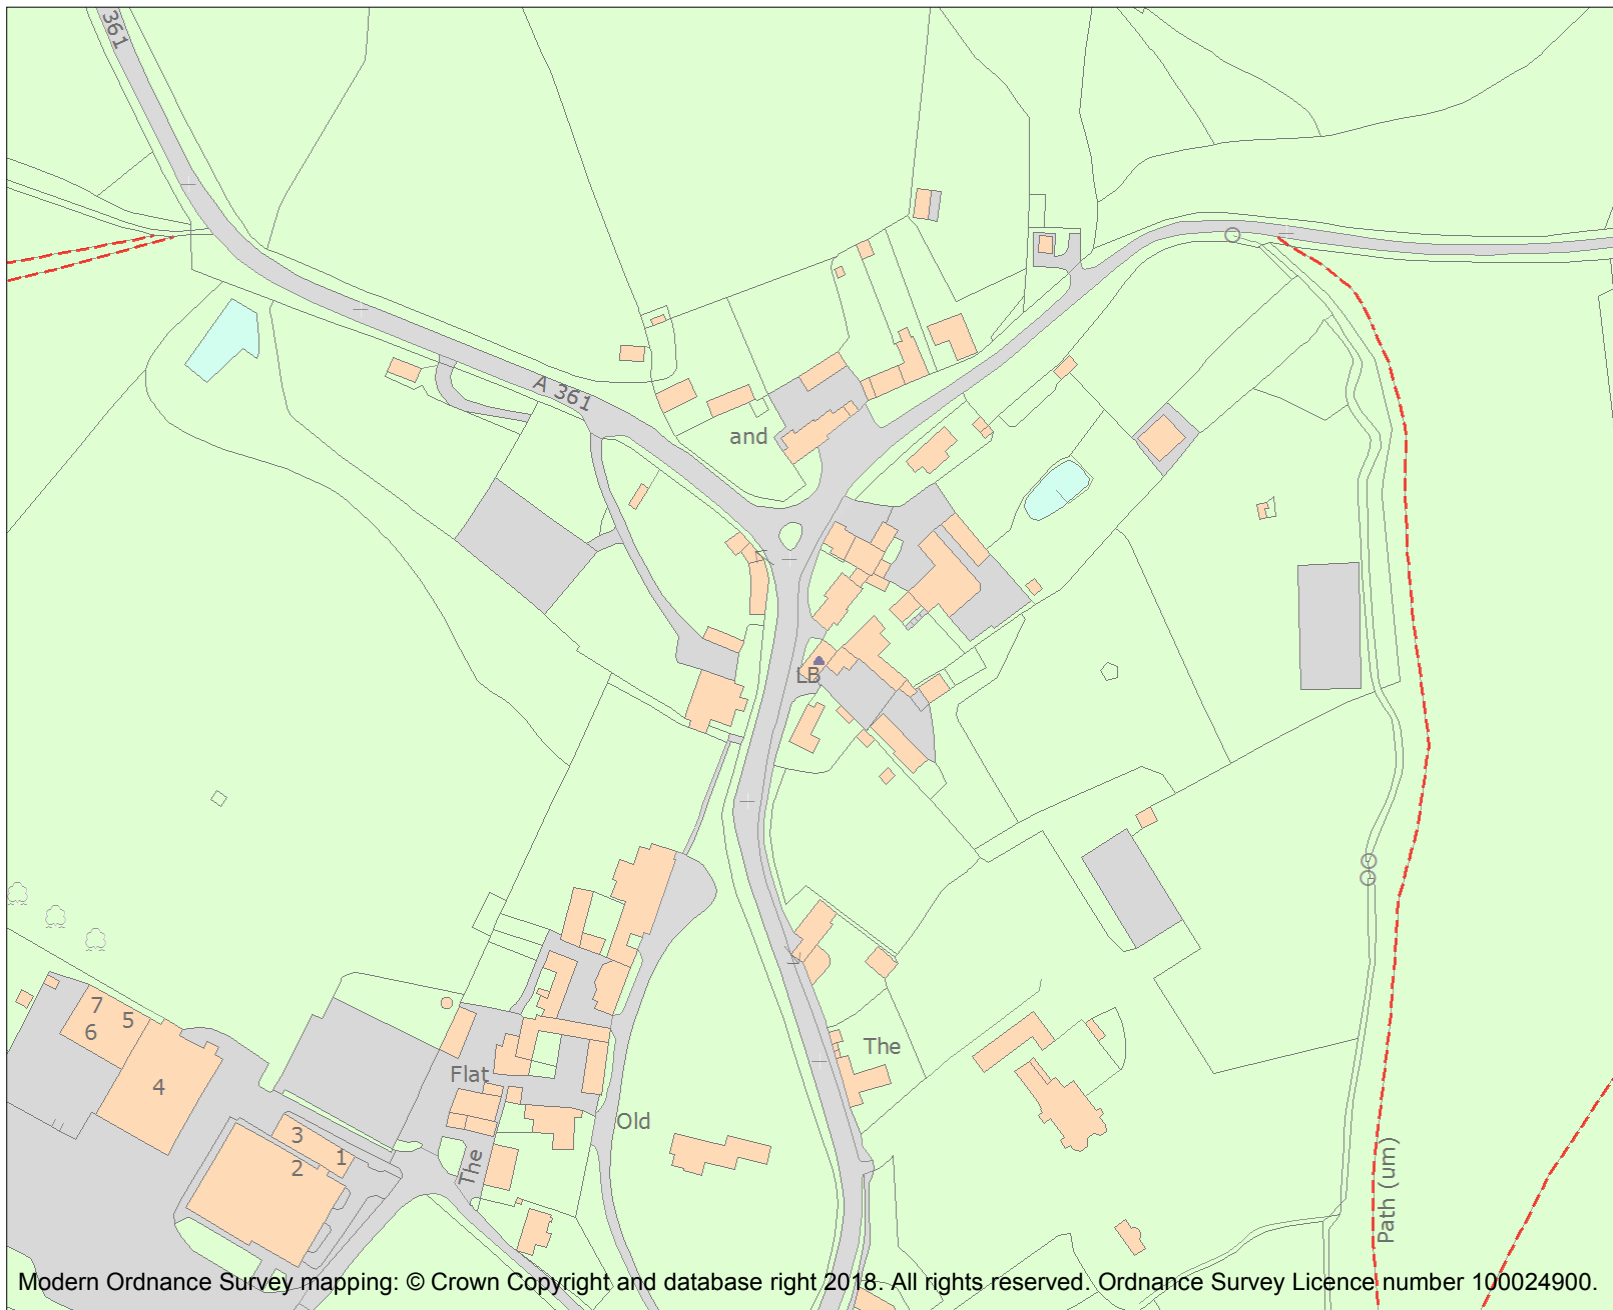 361
A 361
and
LB
7
5
6
4
3
1
2
Flat
The
Old
The
Path (um)
Modern Ordnance Survey mapping: © Crown Copyright and database right 2018. All rights reserved. Ordnance Survey Licence number 100024900.